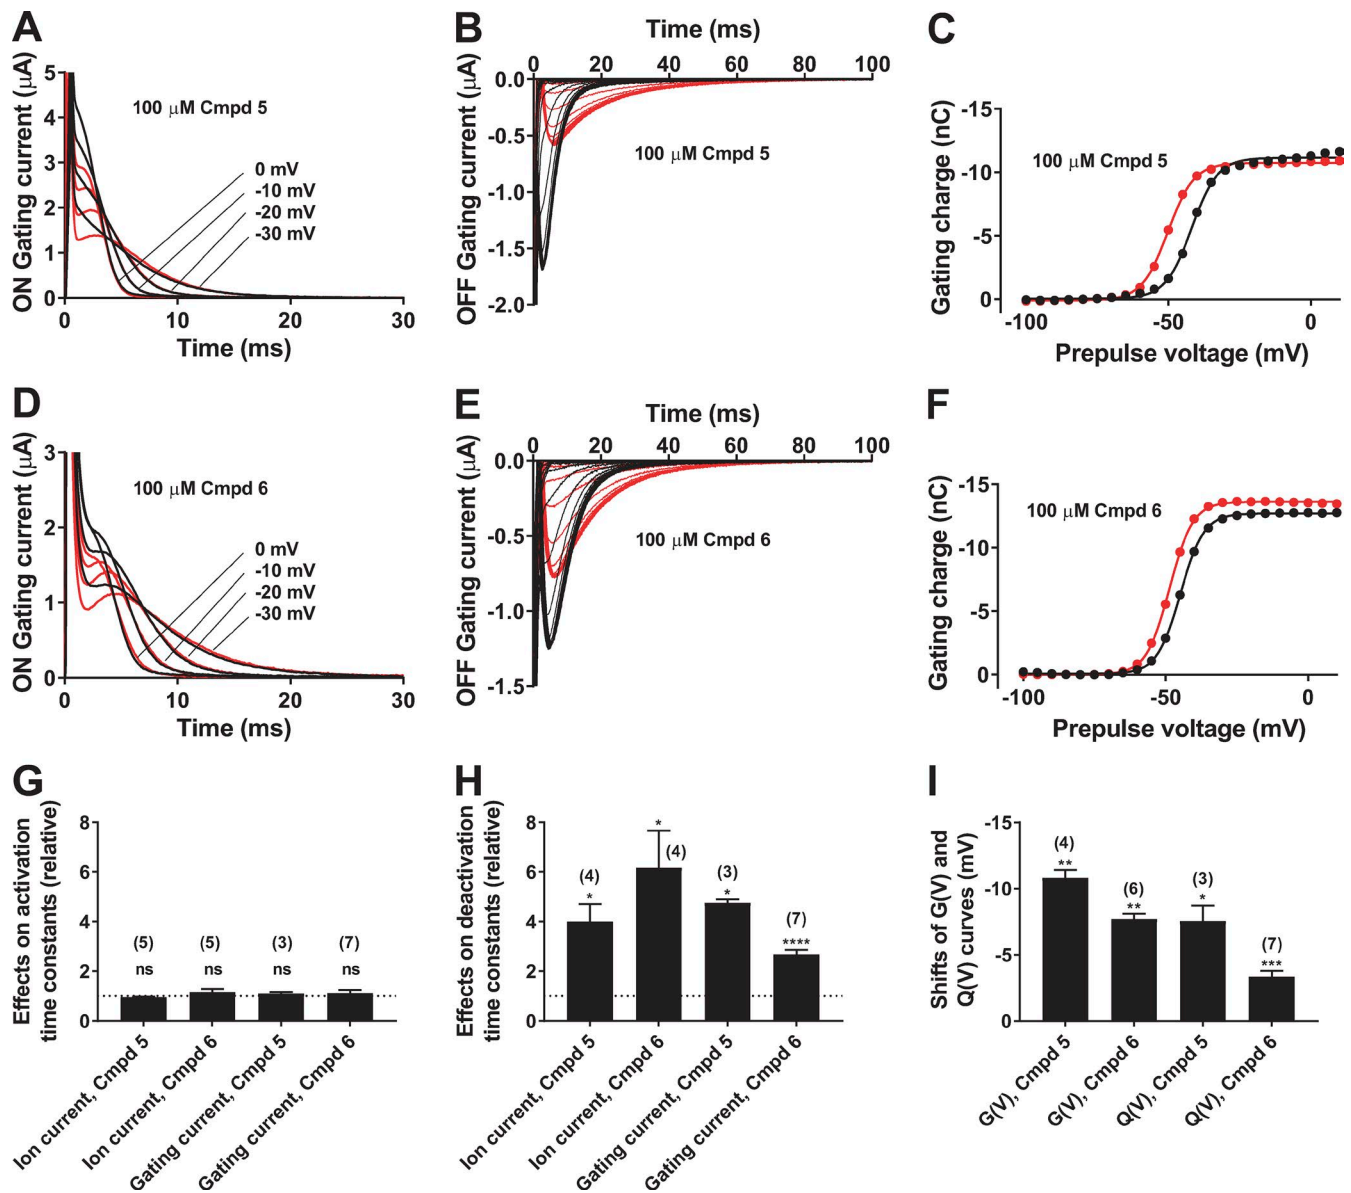 A
ON Gating current (μA)
5
4
3
2
1
0
100 μM Cmpd 5
0 mV
-10 mV
-20 mV
-30 mV
0
10
20
30
Time (ms)
B
Time (ms)
0
20
40
60
80
100
OFF Gating current (μA)
0.0
-0.5
-1.0
-1.5
-2.0
100 μM Cmpd 5
C
Gating charge (nC)
-15
-10
-5
0
100 μM Cmpd 5
-100
-50
0
Prepulse voltage (mV)
D
ON Gating current (μA)
3
2
1
0
100 μM Cmpd 6
0 mV
-10 mV
-20 mV
-30 mV
0
10
20
30
Time (ms)
E
Time (ms)
0
20
40
60
80
100
OFF Gating current (μA)
0.0
-0.5
-1.0
-1.5
100 μM Cmpd 6
F
Gating charge (nC)
-15
-10
-5
0
100 μM Cmpd 6
-100
-50
0
Prepulse voltage (mV)
G
Effects on activation
time constants (relative)
8
6
4
2
0
(5)
(5)
(3)
(7)
ns
ns
ns
ns
Ion current, Cmpd 5
Ion current, Cmpd 6
Gating current, Cmpd 5
Gating current, Cmpd 6
H
Effects on deactivation
time constants (relative)
8
6
4
2
0
(4)
*
*
(4)
(3)
*
(7)
****
Ion current, Cmpd 5
Ion current, Cmpd 6
Gating current, Cmpd 5
Gating current, Cmpd 6
I
Shifts of G(V) and
Q(V) curves (mV)
-15
-10
-5
0
(4)
**
(6)
**
(3)
*
(7)
***
G(V), Cmpd 5
G(V), Cmpd 6
Q(V), Cmpd 5
Q(V), Cmpd 6